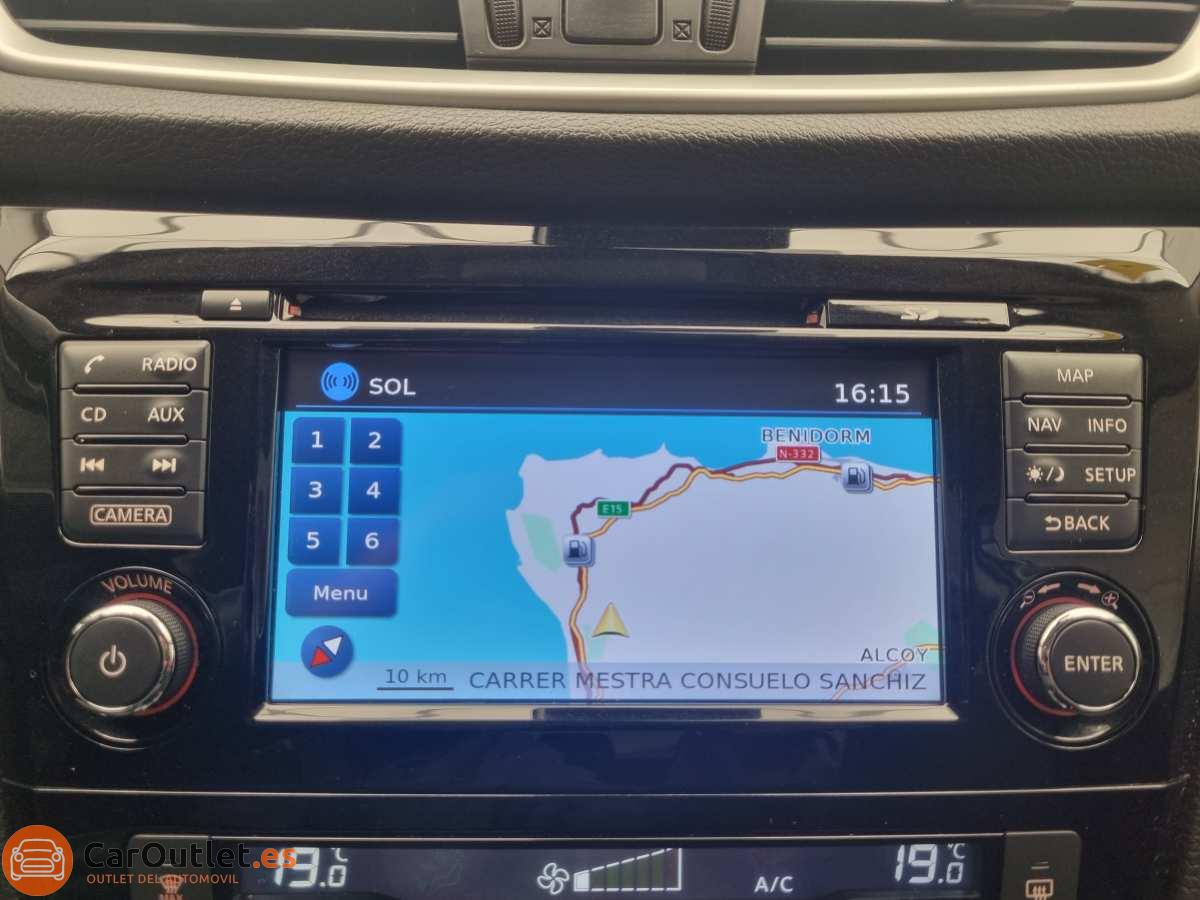 RADIO
CD AUX
CAMERA
VOLUME
SOL 16:15
1 2
3 4
5 6
Menu
BENIDORM
N-332
E15
ALCOY
10 km CARRER MESTRA CONSUELO SANCHIZ
MAP
NAV INFO
SETUP
BACK
ENTER
19.0 °C
A/C
19.0 °C
MAX
CarOutlet.es
OUTLET DEL AUTOMOVIL